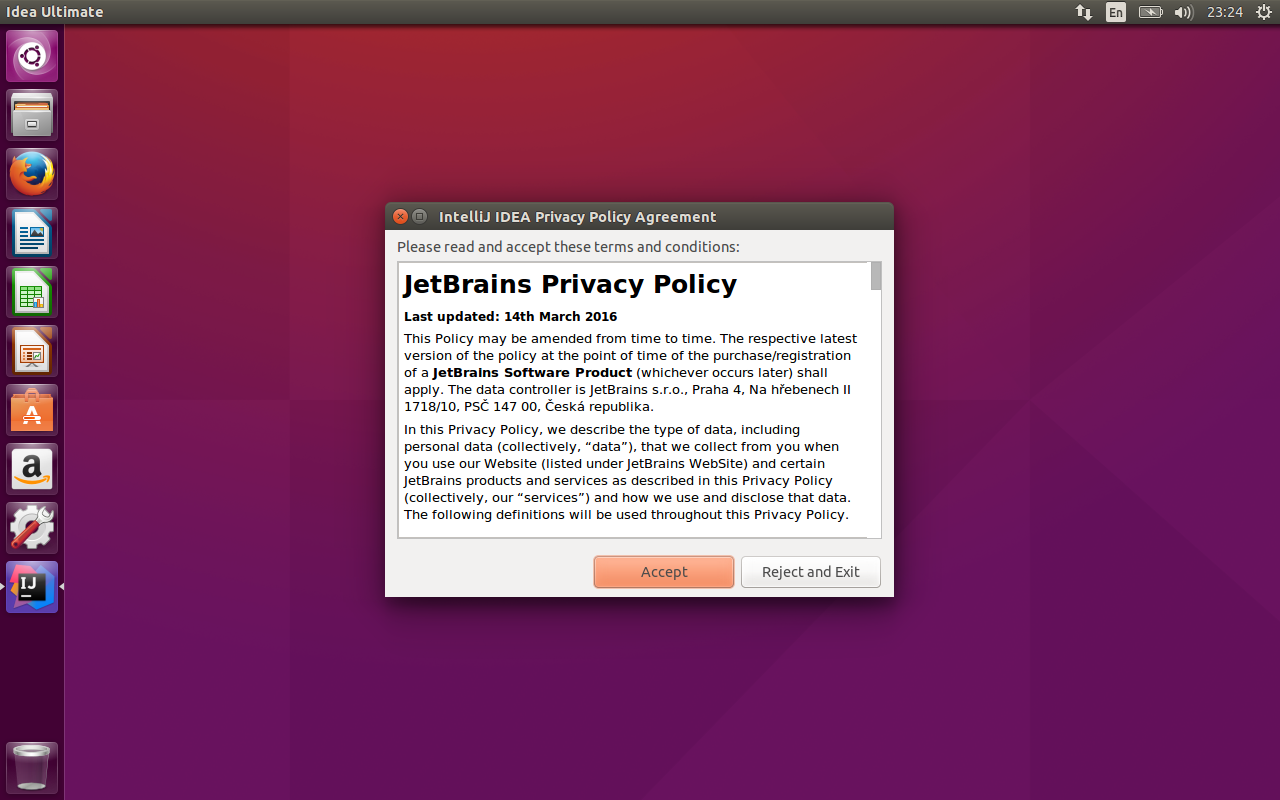 Idea Ultimate
En
23:24
IntelliJ IDEA Privacy Policy Agreement
Please read and accept these terms and conditions:
JetBrains Privacy Policy
Last updated: 14th March 2016
This Policy may be amended from time to time. The respective latest
version of the policy at the point of time of the purchase/registration
of a JetBrains Software Product (whichever occurs later) shall
apply. The data controller is JetBrains s.r.o., Praha 4, Na hřebenech II
1718/10, PSČ 147 00, Česká republika.
In this Privacy Policy, we describe the type of data, including
personal data (collectively, “data”), that we collect from you when
you use our Website (listed under JetBrains WebSite) and certain
JetBrains products and services as described in this Privacy Policy
(collectively, our “services”) and how we use and disclose that data.
The following definitions will be used throughout this Privacy Policy.
Accept
Reject and Exit
a
IJ